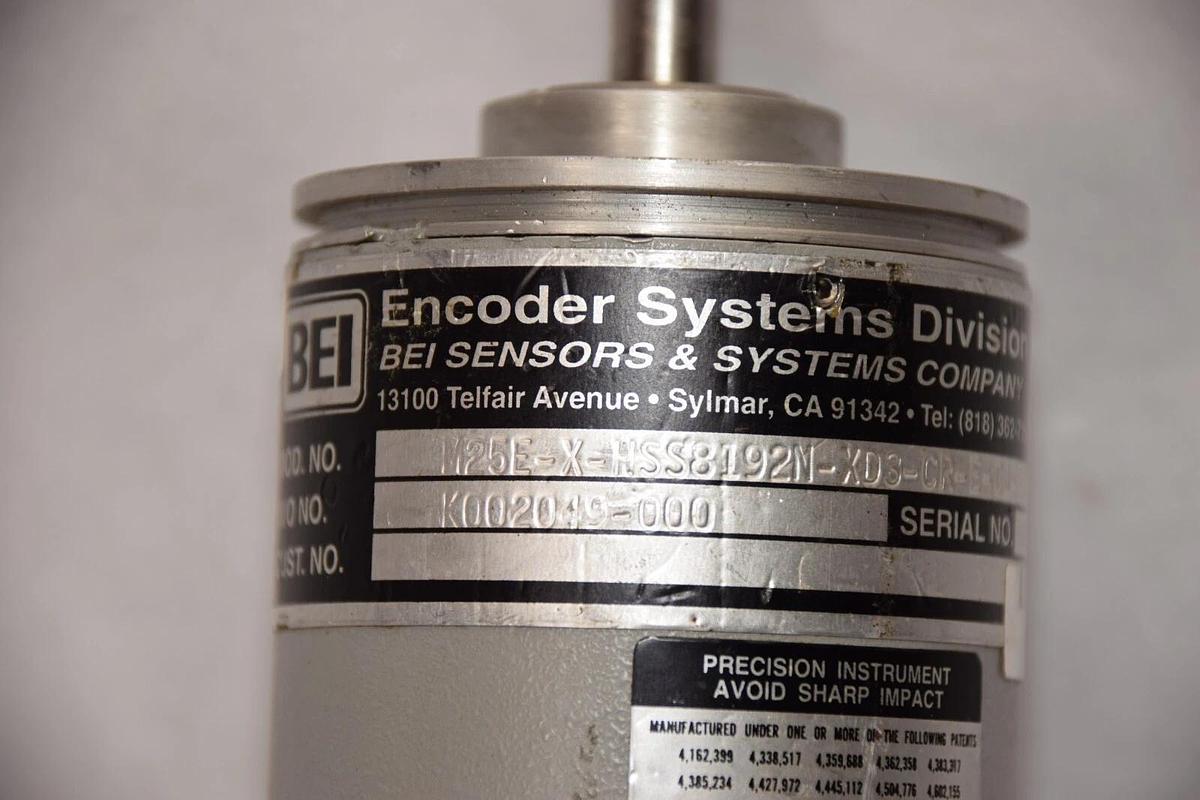 BEI
Encoder Systems Division
BEI SENSORS & SYSTEMS COMPANY
13100 Telfair Avenue • Sylmar, CA 91342 • Tel: (818)
NO. M25E-X-HSS8192N-XD3-CR-E-
NO. K002049-000 SERIAL NO.
NO.
PRECISION INSTRUMENT
AVOID SHARP IMPACT
MANUFACTURED UNDER ONE OR MORE OF THE FOLLOWING PATENTS
4,162,399 4,338,517 4,359,688 4,362,358 4,383,317
4,385,234 4,427,972 4,445,112 4,504,776 4,602,155